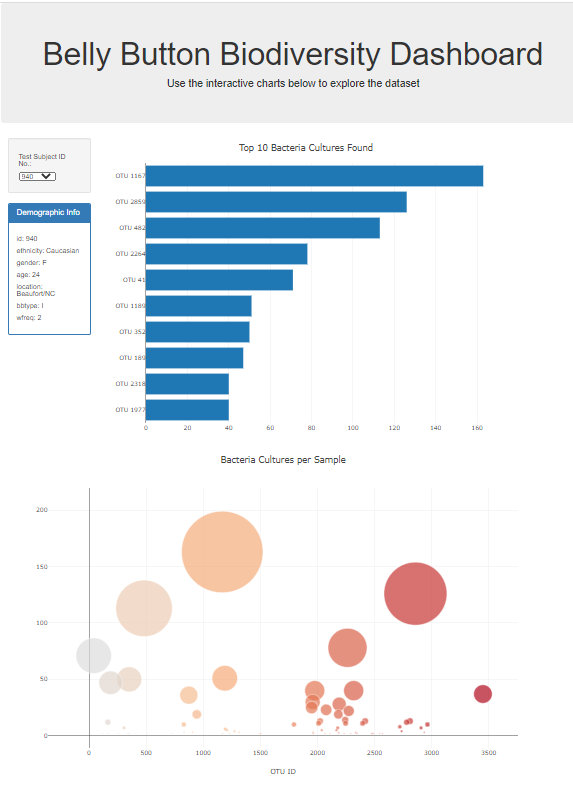 Belly Button Biodiversity Dashboard
Use the interactive charts below to explore the dataset
Test Subject ID
No.:
940
Demographic Info
id: 940
ethnicity: Caucasian
gender: F
age: 24
location:
Beaufort/NC
bbtype: I
wfreq: 2
Top 10 Bacteria Cultures Found
OTU 1167
OTU 2859
OTU 482
OTU 2264
OTU 41
OTU 1189
OTU 352
OTU 189
OTU 2318
OTU 1977
0 20 40 60 80 100 120 140 160
Bacteria Cultures per Sample
200
150
100
50
0
0 500 1000 1500 2000 2500 3000 3500
OTU ID